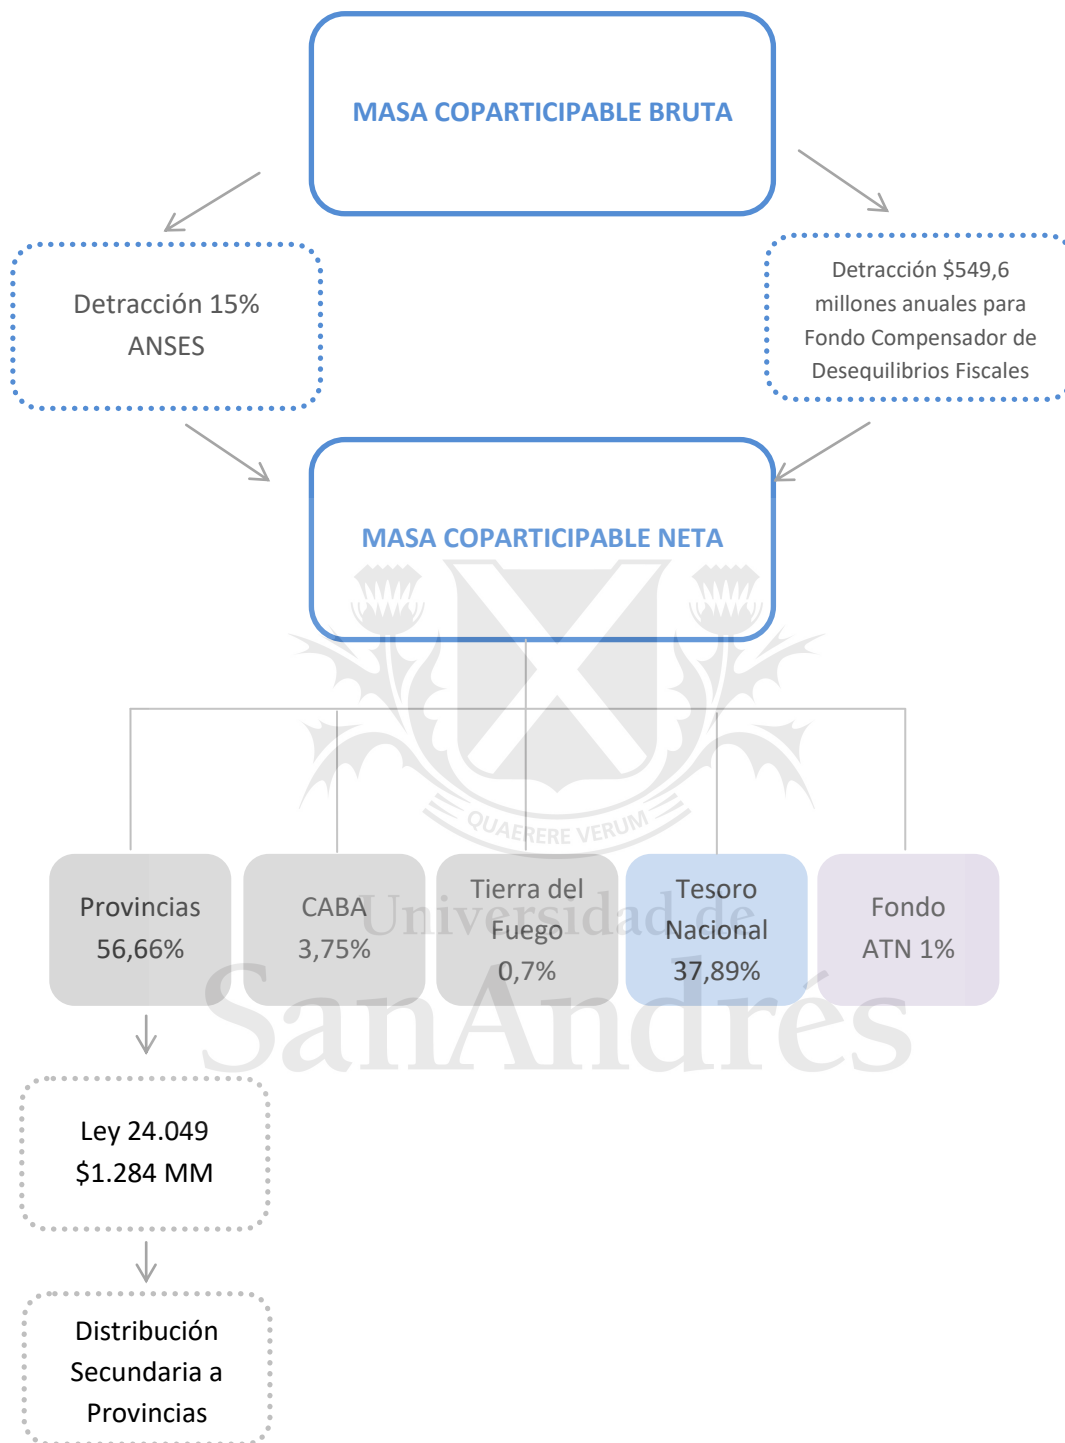 MASA COPARTICIPABLE BRUTA
Detracción 15%
ANSES
Detracción $549,6
millones anuales para
Fondo Compensador de
Desequilibrios Fiscales
MASA COPARTICIPABLE NETA
QUAERERE VERUM
Provincias
56,66%
CABA
3,75%
Tierra del
Fuego
0,7%
Tesoro
Nacional
37,89%
Fondo
ATN 1%
Universidad de
SanAndrés
Ley 24.049
$1.284 MM
Distribución
Secundaria a
Provincias